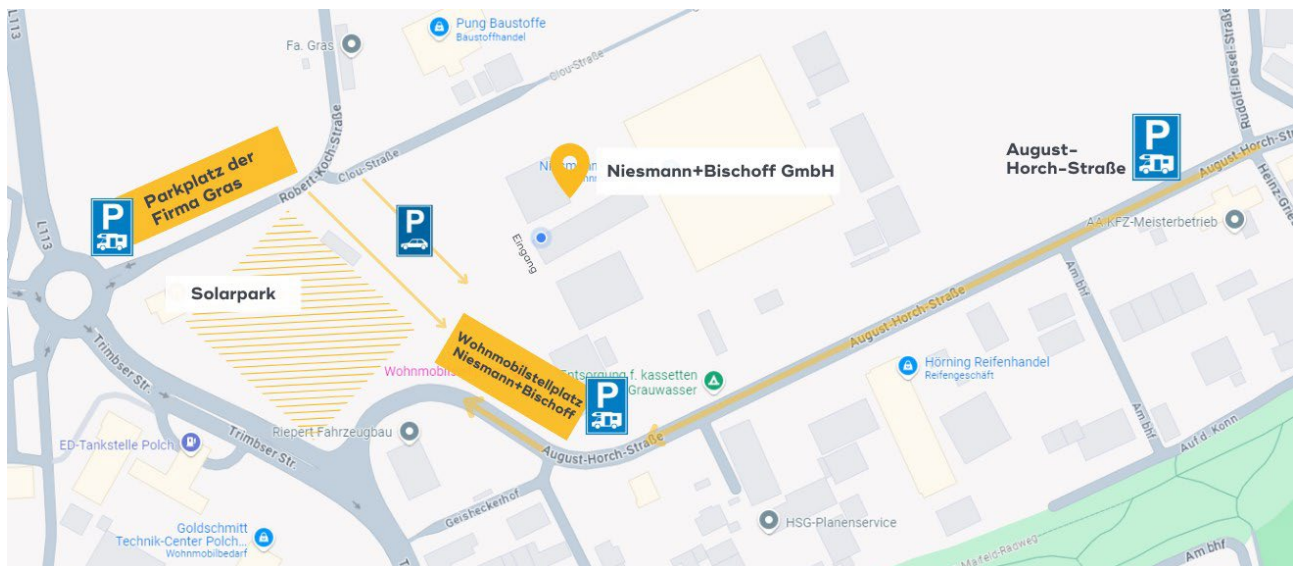 L113
Pung Baustoffe
Baustoffhandel
Fa. Gras
Clou-Straße
Rudolf-Diesel-Straße
Parkplatz der
Firma Gras
P
Robert-Koch-Straße
Clou-Straße
Niesmann+Bischoff GmbH
August-
Horch-Straße
P
August-Horch-Str
AA KFZ-Meisterbetrieb
L113
P
Eingang
Solarpark
Am bhf
August-Horch-Straße
Trimbser Str.
Wohnmobilstellplatz
Niesmann+Bischoff
P
Entsorgung f. kassetten
Grauwasser
Hörning Reifenhandel
Reifengeschäft
Riepert Fahrzeugbau
ED-Tankstelle Polch
Trimbser Str.
August-Horch-Straße
Am bhf
Auf d. Konn
Geisheckerhof
Goldschmitt
Technik-Center Polch...
Wohnmobilbedarf
HSG-Planenservice
Maifeld-Radweg
Am bhf